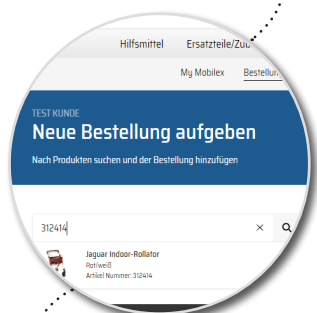 Hilfsmittel Ersatzteile/Zub
My Mobilex Bestellun
TEST KUNDE
Neue Bestellung aufgeben
Nach Produkten suchen und der Bestellung hinzufügen
312414
Jaguar Indoor-Rollator
Rot/weiß
Artikel Nummer: 312414